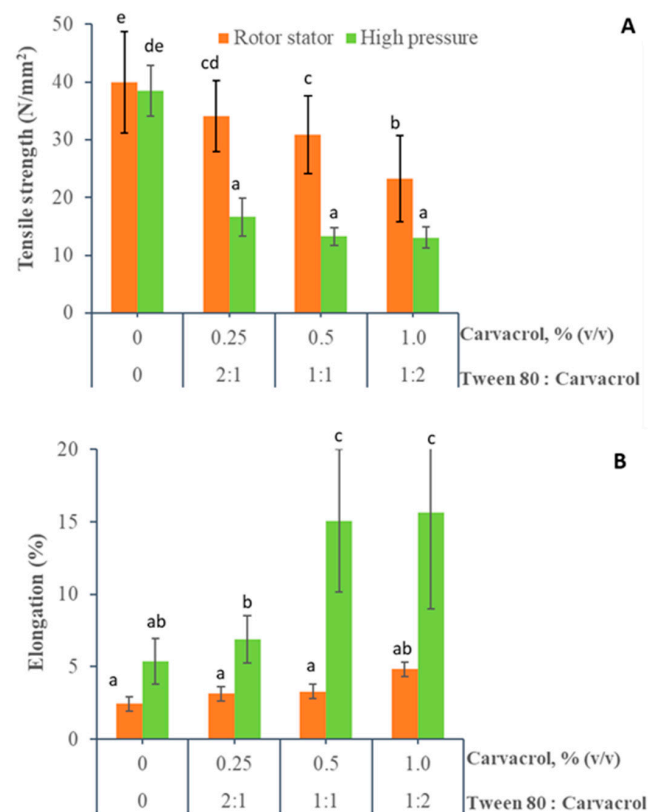 A
Rotor stator High pressure
Tensile strength (N/mm²)
50
40
30
20
10
0
e de cd a c a b a
0 0.25 0.5 1.0 Carvacrol, % (v/v)
0 2:1 1:1 1:2 Tween 80 : Carvacrol
B
Elongation (%)
20
15
10
5
0
a ab a b a c ab c
0 0.25 0.5 1.0 Carvacrol, % (v/v)
0 2:1 1:1 1:2 Tween 80 : Carvacrol